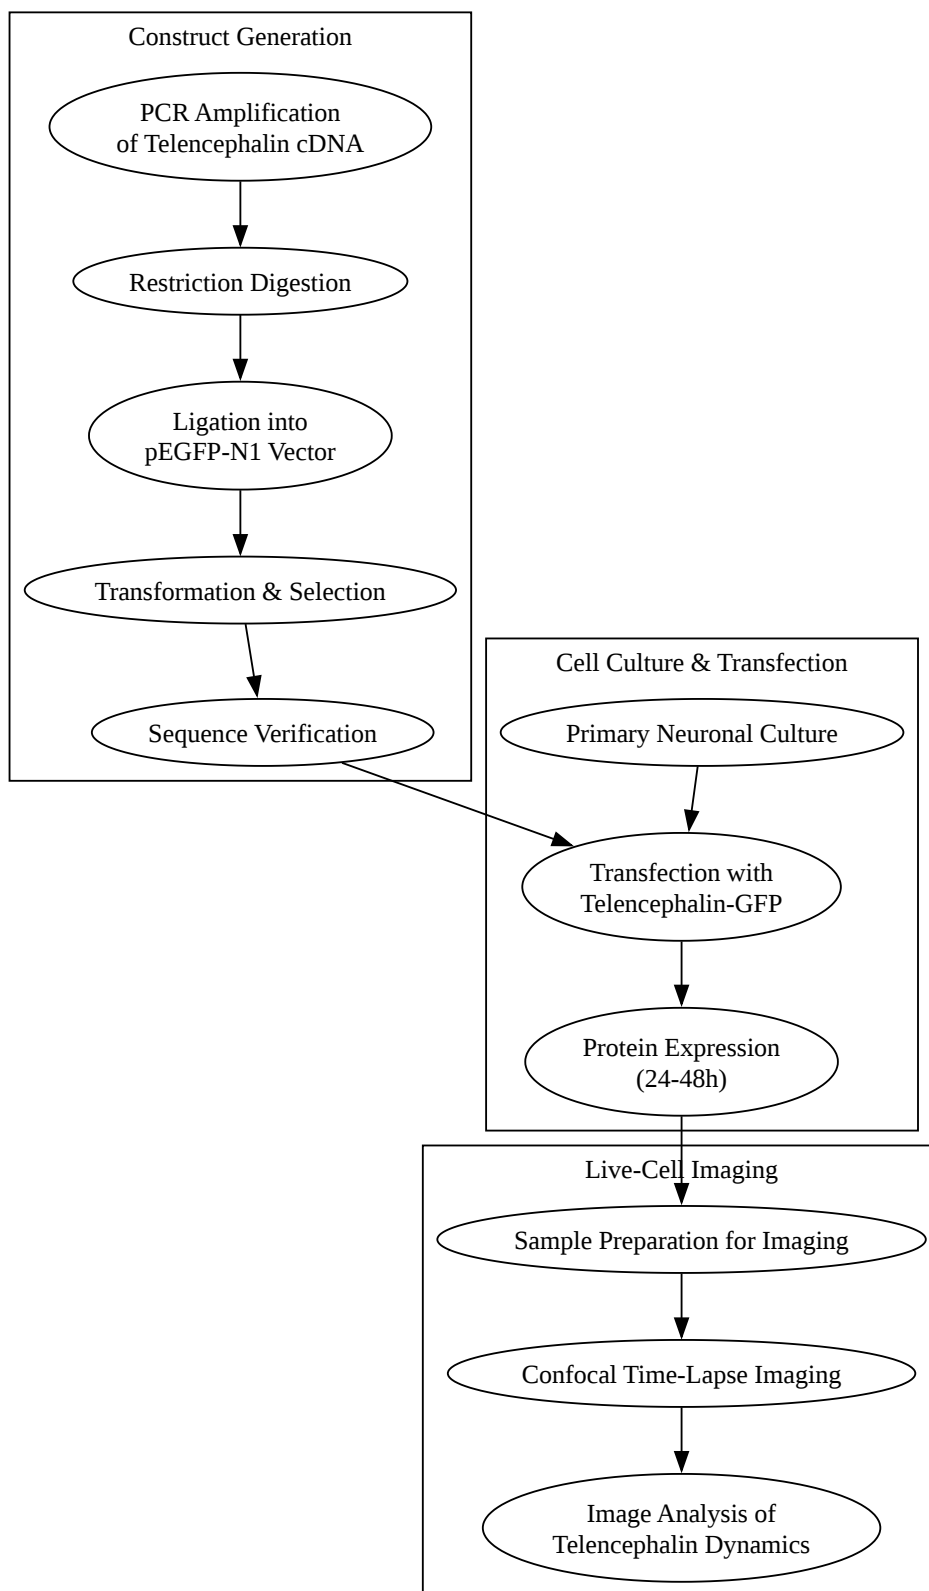 Construct Generation
PCR Amplification
of Telencephalin cDNA
Restriction Digestion
Ligation into
pEGFP-N1 Vector
Transformation & Selection
Sequence Verification
Cell Culture & Transfection
Primary Neuronal Culture
Transfection with
Telencephalin-GFP
Protein Expression
(24-48h)
Live-Cell Imaging
Sample Preparation for Imaging
Confocal Time-Lapse Imaging
Image Analysis of
Telencephalin Dynamics